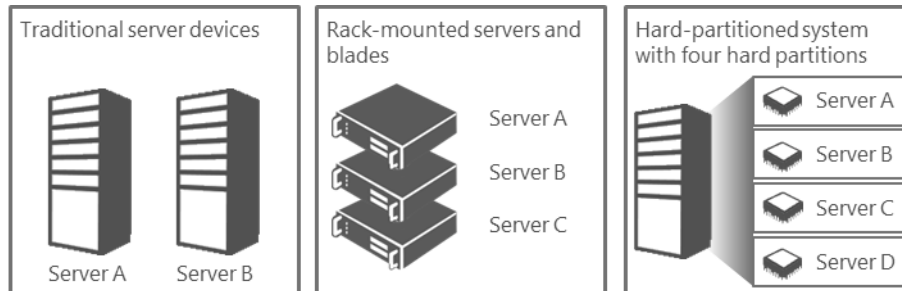 Traditional server devices
Server A
Server B
Rack-mounted servers and
blades
Server A
Server B
Server C
Hard-partitioned system
with four hard partitions
Server A
Server B
Server C
Server D